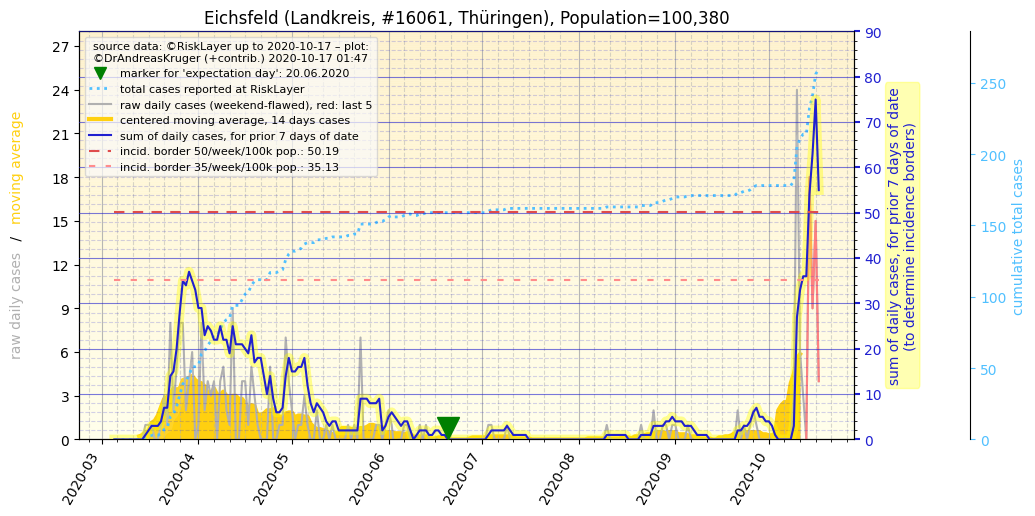 Eichsfeld (Landkreis, #16061, Thüringen), Population=100,380
source data: ©RiskLayer up to 2020-10-17 – plot:
©DrAndreasKruger (+contrib.) 2020-10-17 01:47
marker for 'expectation day': 20.06.2020
total cases reported at RiskLayer
raw daily cases (weekend-flawed), red: last 5
centered moving average, 14 days cases
sum of daily cases, for prior 7 days of date
incid. border 50/week/100k pop.: 50.19
incid. border 35/week/100k pop.: 35.13
raw daily cases / moving average
27
24
21
18
15
12
9
6
3
0
2020-03
2020-04
2020-05
2020-06
2020-07
2020-08
2020-09
2020-10
90
80
70
60
50
40
30
20
10
0
sum of daily cases, for prior 7 days of date
(to determine incidence borders)
250
200
150
100
50
0
cumulative total cases